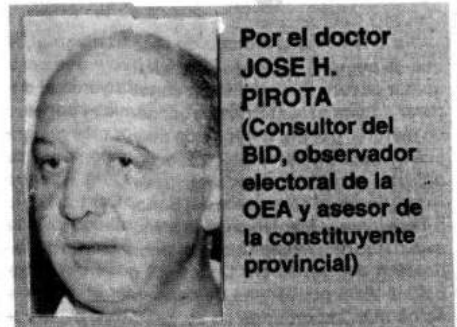 Por el doctor
JOSE H.
PIROTA
(Consultor del
BID, observador
electoral de la
OEA y asesor de
la constituyente
provincial)